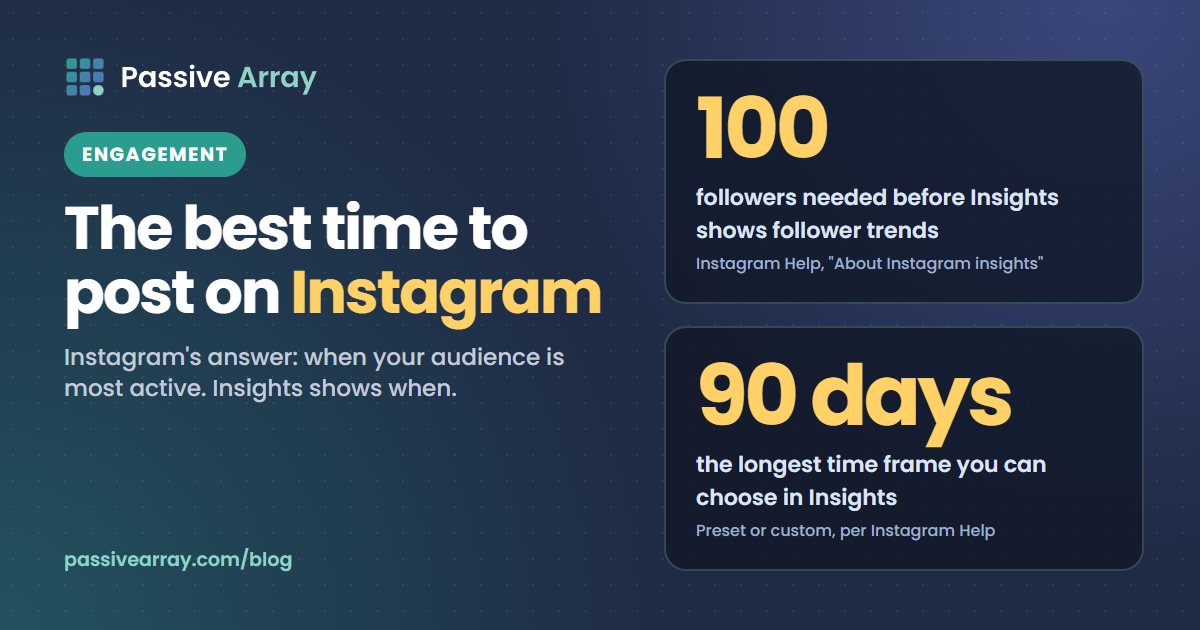 Passive Array
ENGAGEMENT
The best time to
post on Instagram
Instagram's answer: when your audience is
most active. Insights shows when.
passivearray.com/blog
100
followers needed before Insights
shows follower trends
Instagram Help, "About Instagram insights"
90 days
the longest time frame you can
choose in Insights
Preset or custom, per Instagram Help